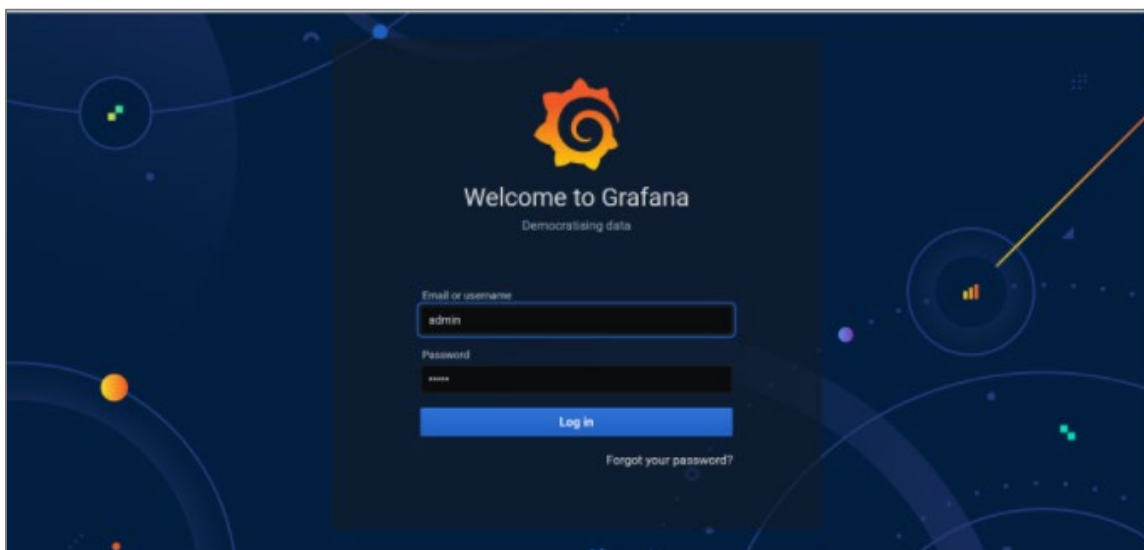 Welcome to Grafana
Democratising data
Email or username
admin
Password
•••••
Log in
Forgot your password?